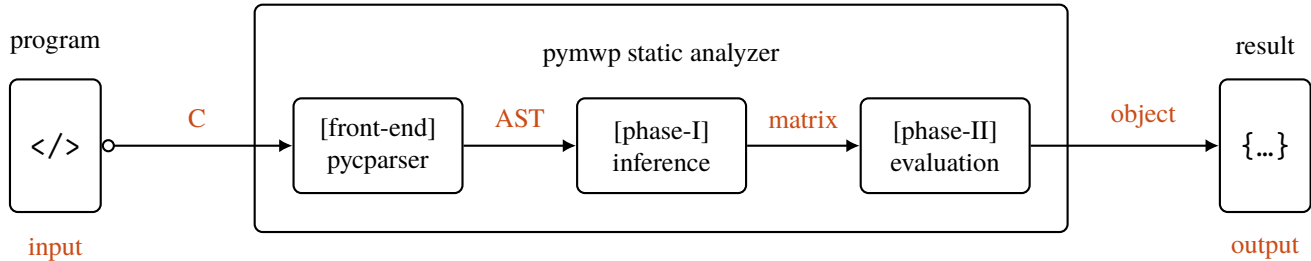 program
</>
input
C
pymwp static analyzer
[front-end]
pycparser
AST
[phase-I]
inference
matrix
[phase-II]
evaluation
object
result
{…}
output